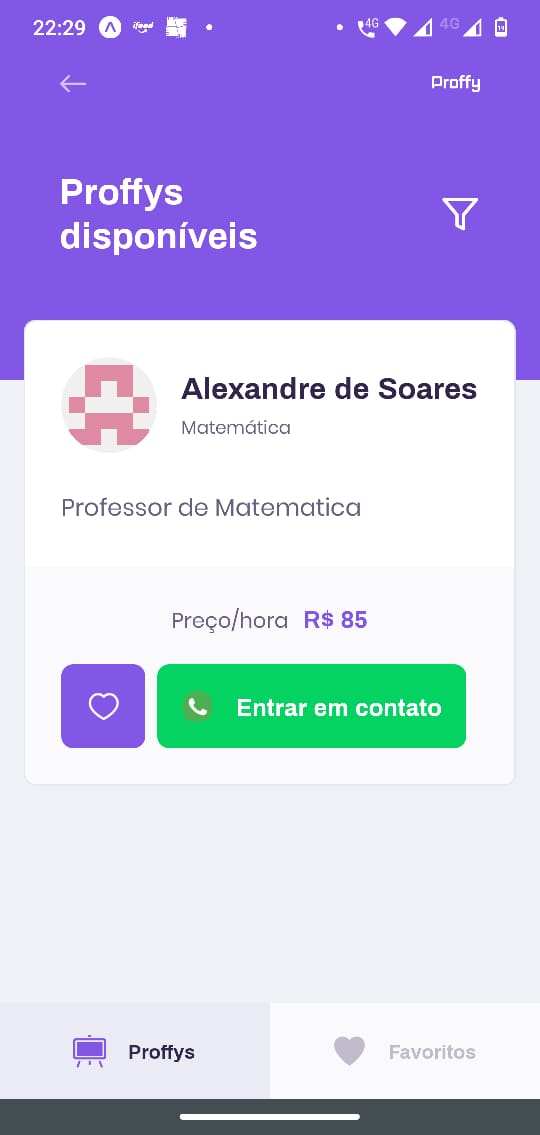 22:29
ifood
4G
4G
Proffy
Proffys
disponíveis
Alexandre de Soares
Matemática
Professor de Matematica
Preço/hora R$ 85
Entrar em contato
Proffys
Favoritos